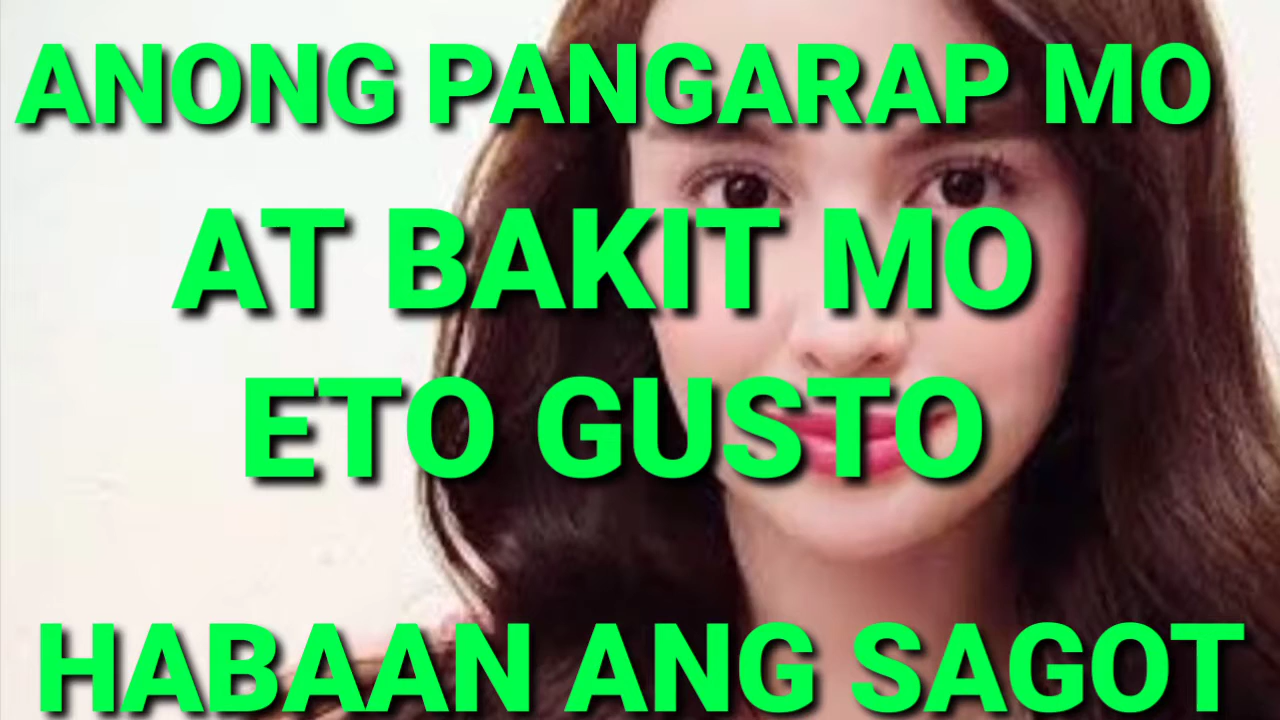 ANONG PANGARAP MO
AT BAKIT MO
ETO GUSTO
HABAAN ANG SAGOT